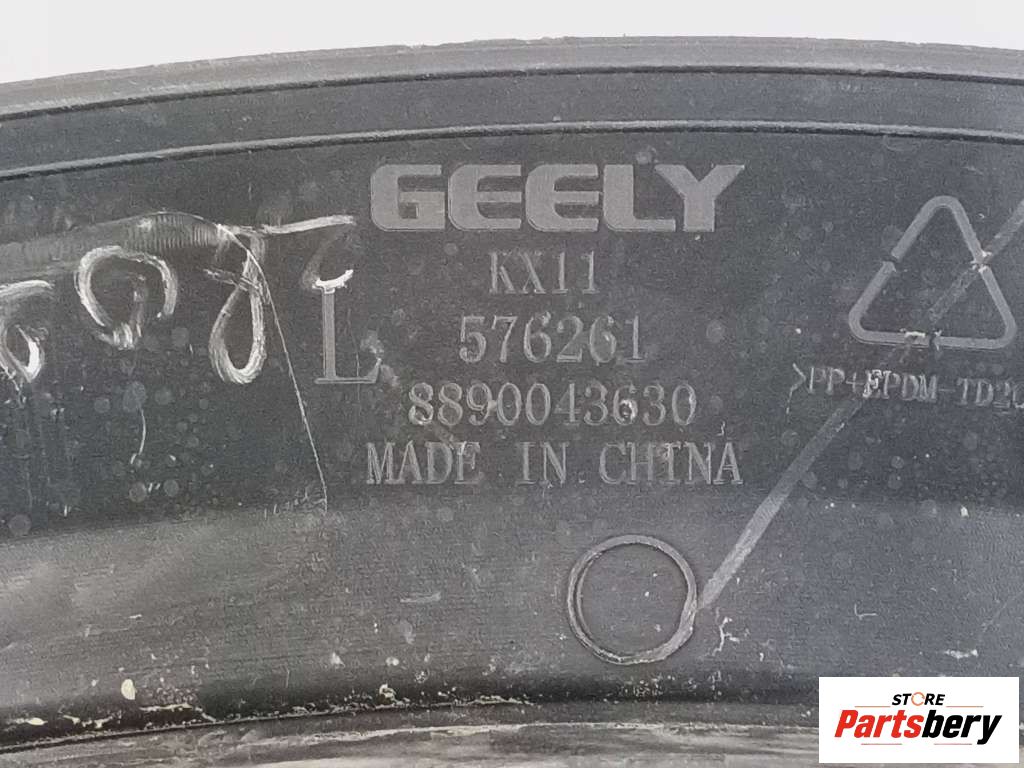 GEELY
KX11
L
576261
8890043630
MADE IN CHINA
>PP+EPDM-TD20
STORE
Partsbery